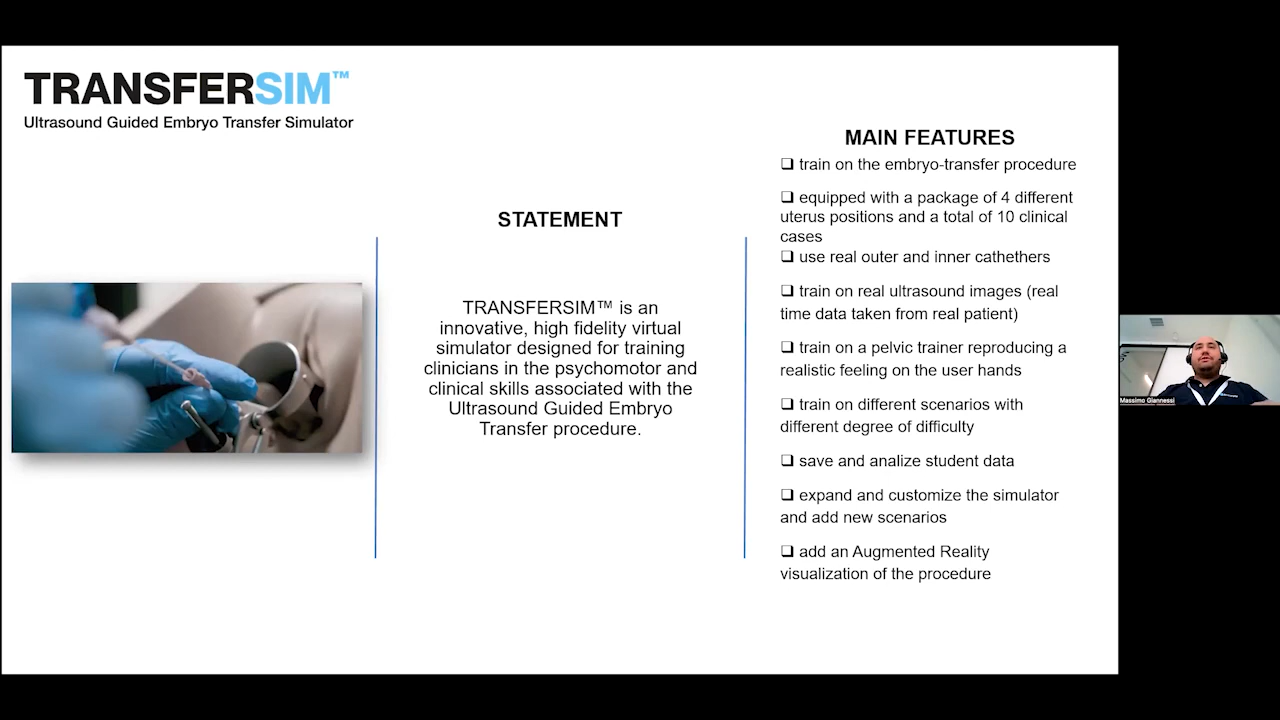 TRANSFERSIM™
Ultrasound Guided Embryo Transfer Simulator
STATEMENT
TRANSFERSIM™ is an
innovative, high fidelity virtual
simulator designed for training
clinicians in the psychomotor and
clinical skills associated with the
Ultrasound Guided Embryo
Transfer procedure.
MAIN FEATURES
❑ train on the embryo-transfer procedure
❑ equipped with a package of 4 different
uterus positions and a total of 10 clinical
cases
❑ use real outer and inner cathethers
❑ train on real ultrasound images (real
time data taken from real patient)
❑ train on a pelvic trainer reproducing a
realistic feeling on the user hands
❑ train on different scenarios with
different degree of difficulty
❑ save and analize student data
❑ expand and customize the simulator
and add new scenarios
❑ add an Augmented Reality
visualization of the procedure
Massimo Giannessi